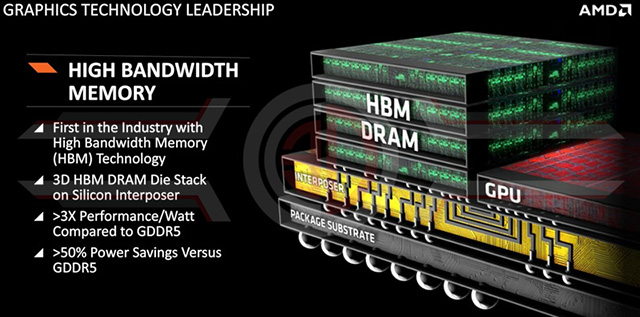 GRAPHICS TECHNOLOGY LEADERSHIP
AMD
HIGH BANDWIDTH
MEMORY
First in the Industry with
High Bandwidth Memory
(HBM) Technology
3D HBM DRAM Die Stack
on Silicon Interposer
>3X Performance/Watt
Compared to GDDR5
>50% Power Savings Versus
GDDR5
HBM
DRAM
GPU
INTERPOSER
PACKAGE SUBSTRATE